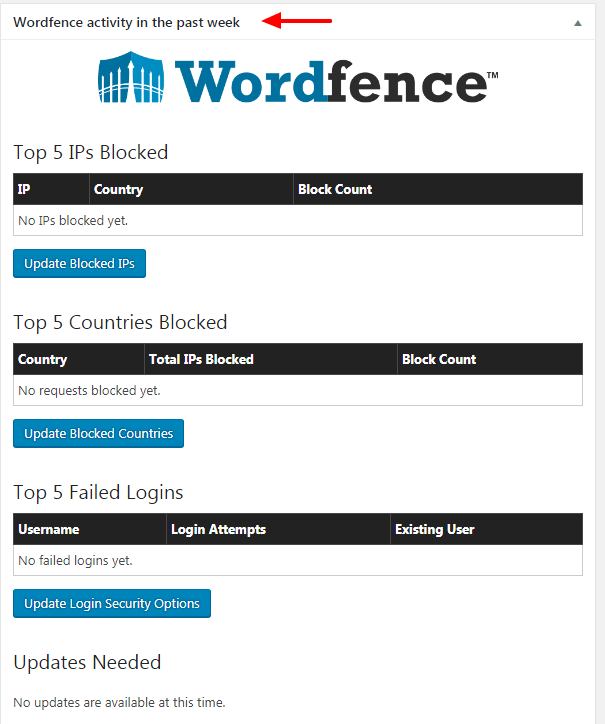 Wordfence activity in the past week
Wordfence™
Top 5 IPs Blocked
IP Country Block Count
No IPs blocked yet.
Update Blocked IPs
Top 5 Countries Blocked
Country Total IPs Blocked Block Count
No requests blocked yet.
Update Blocked Countries
Top 5 Failed Logins
Username Login Attempts Existing User
No failed logins yet.
Update Login Security Options
Updates Needed
No updates are available at this time.